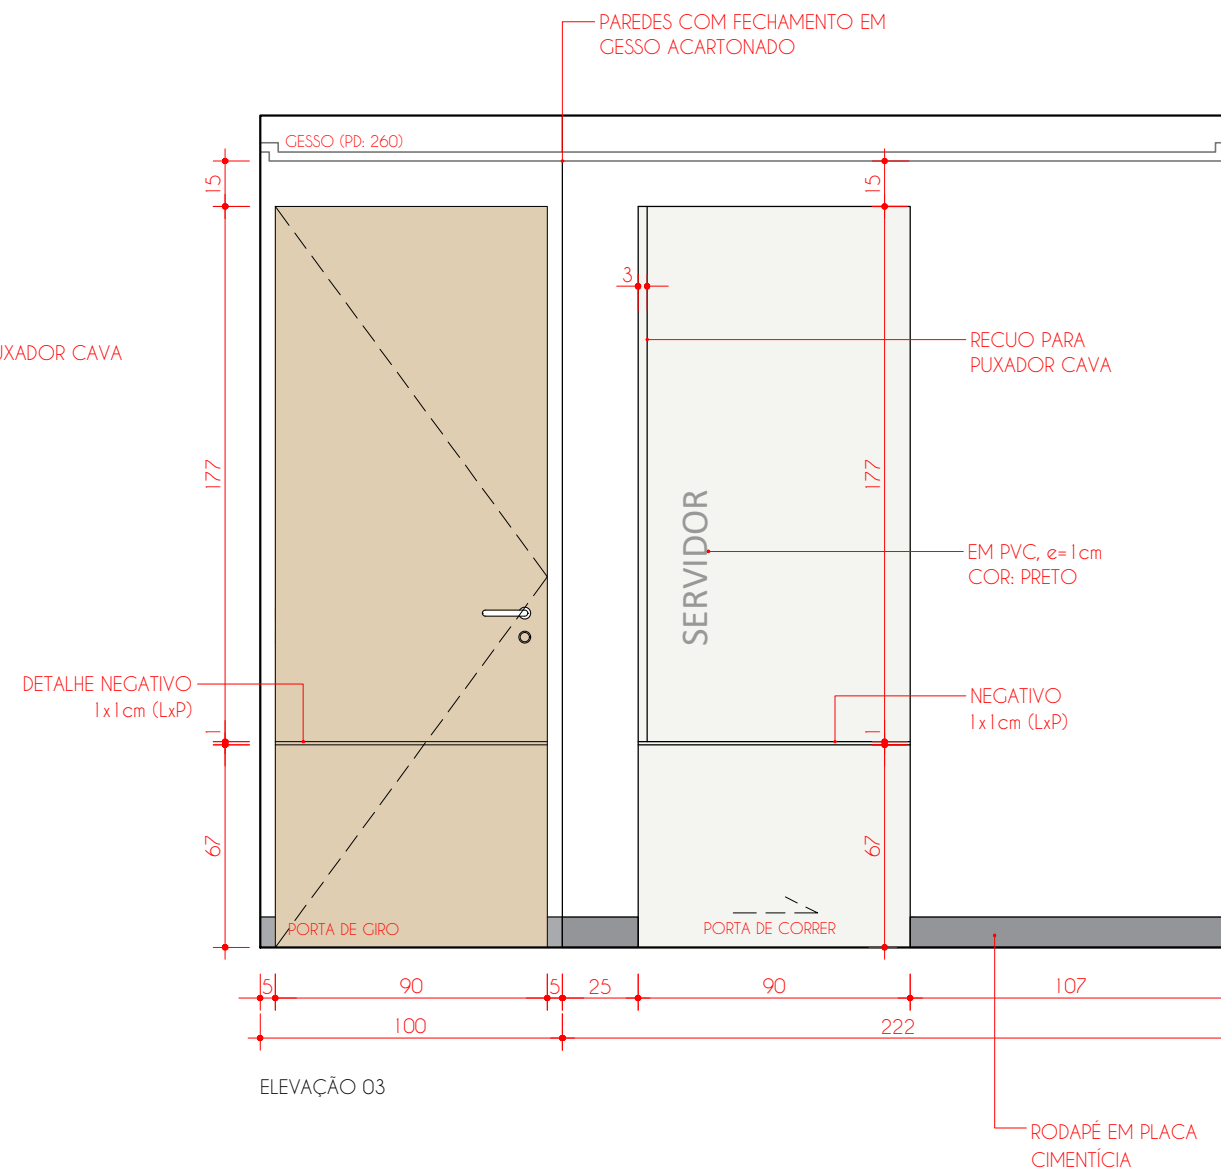 PAREDES COM FECHAMENTO EM
GESSO ACARTONADO
GESSO (PD: 260)
15
15
3
RECUO PARA
PUXADOR CAVA
UXADOR CAVA
177
177
SERVIDOR
EM PVC, e=1cm
COR: PRETO
DETALHE NEGATIVO
1x1cm (LxP)
NEGATIVO
1x1cm (LxP)
1
1
67
67
PORTA DE GIRO
PORTA DE CORRER
5
90
5
25
90
107
100
222
ELEVAÇÃO 03
RODAPÉ EM PLACA
CIMENTÍCIA